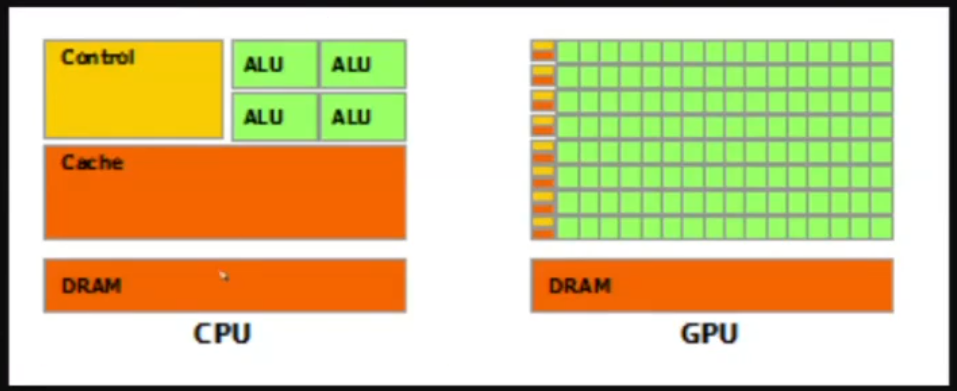 Control
ALU ALU
ALU ALU
Cache
DRAM
CPU
DRAM
GPU